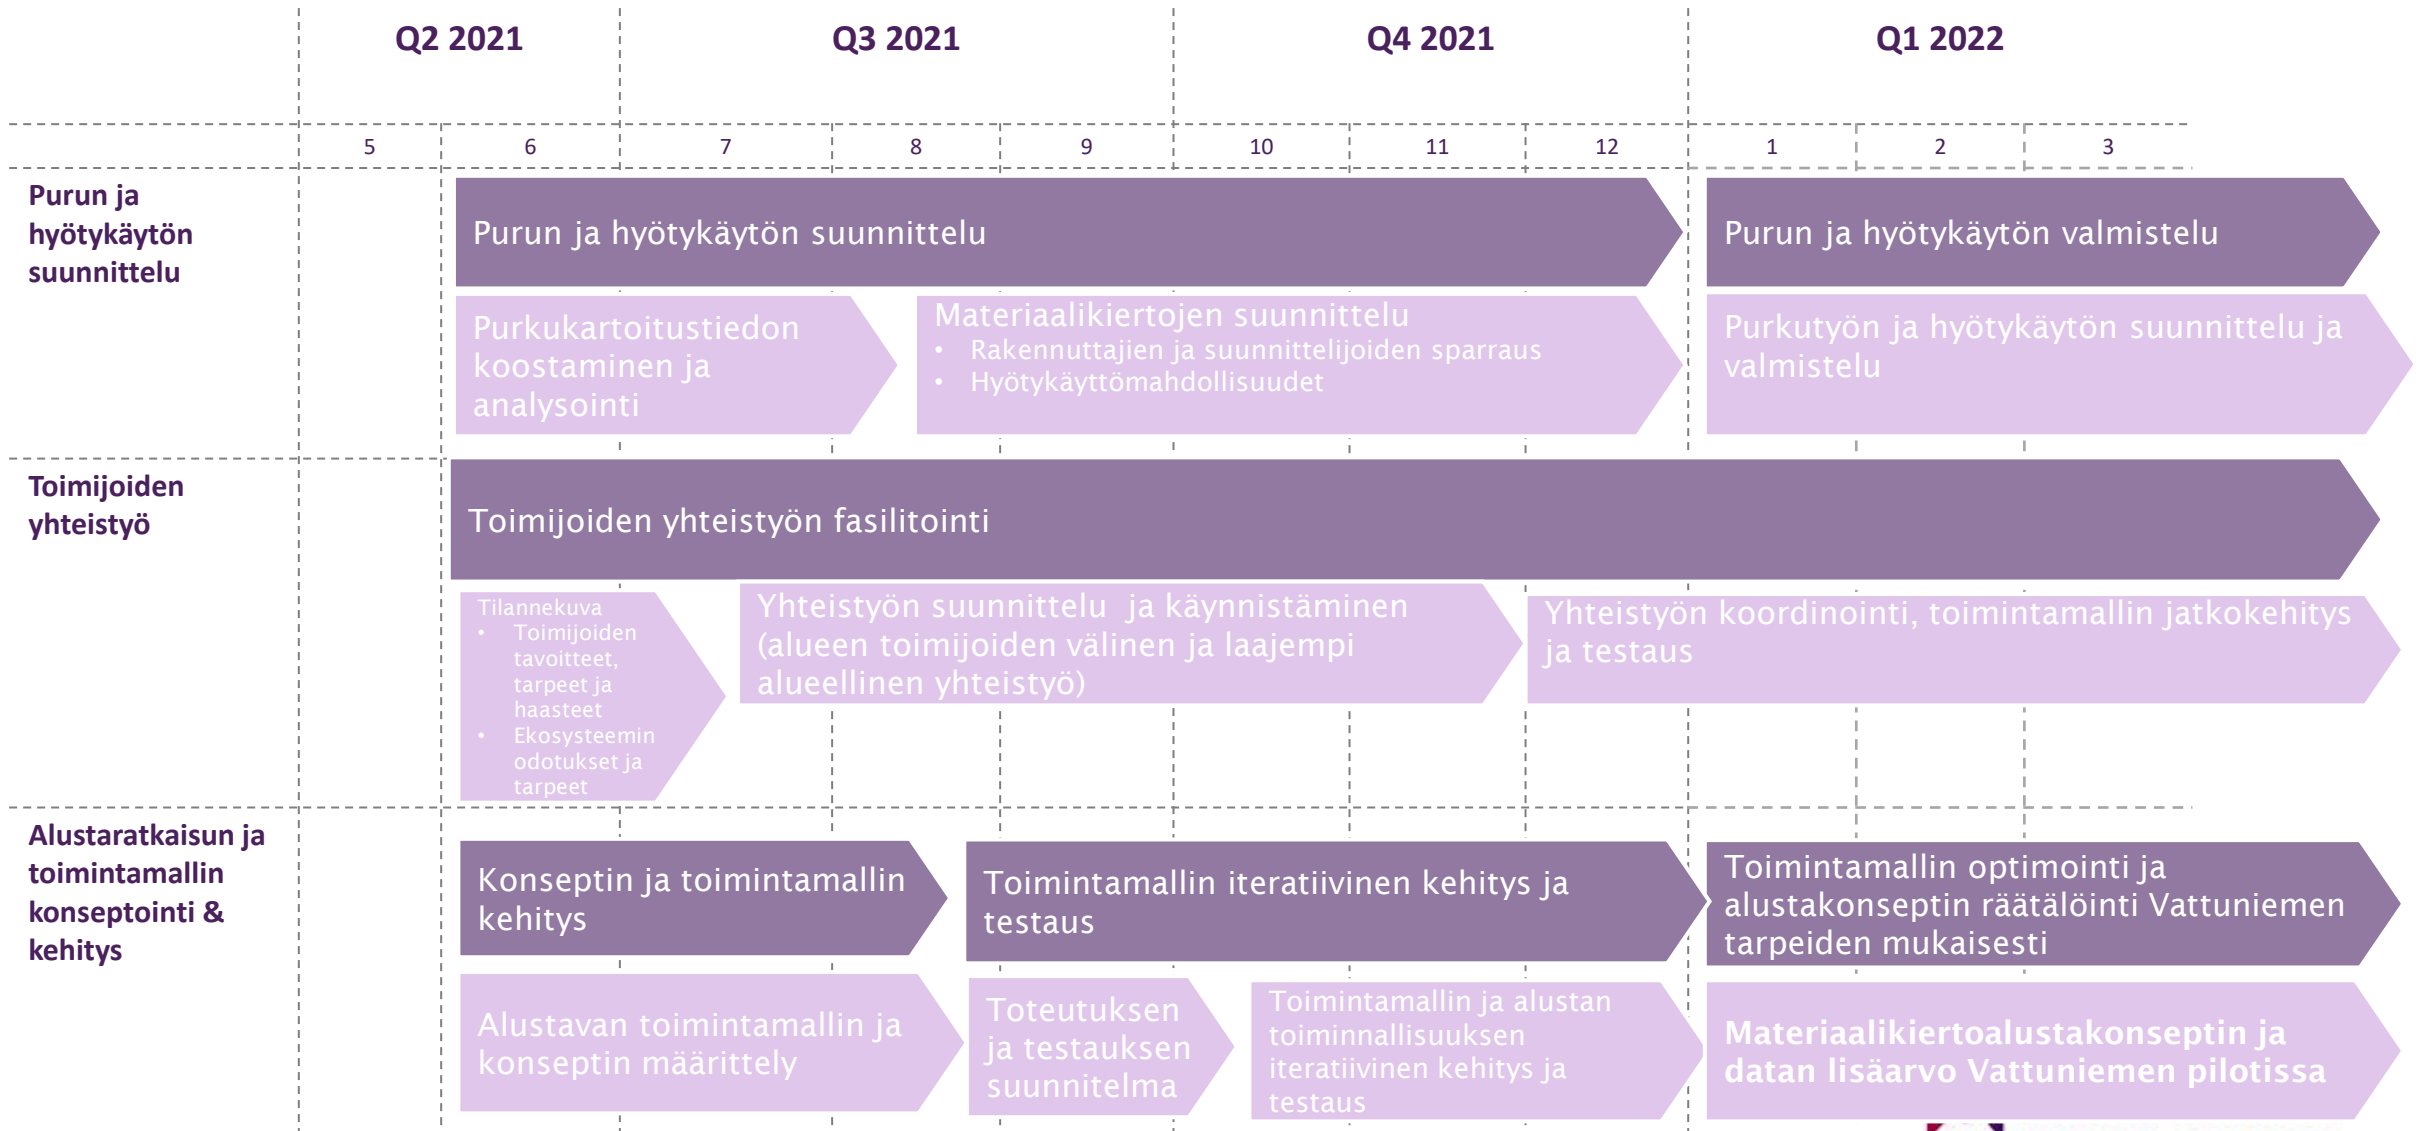 Q2 2021
Q3 2021
Q4 2021
Q1 2022
5
6
7
8
9
10
11
12
1
2
3
Purun ja
hyötykäytön
suunnittelu
Purun ja hyötykäytön suunnittelu
Purun ja hyötykäytön valmistelu
Purkukartoitustiedon
koostaminen ja
analysointi
Materiaalikiertojen suunnittelu
• Rakennuttajien ja suunnittelijoiden sparraus
• Hyötykäyttömahdollisuudet
Purkutyön ja hyötykäytön suunnittelu ja
valmistelu
Toimijoiden
yhteistyö
Toimijoiden yhteistyön fasilitointi
Tilannekuva
• Toimijoiden
tavoitteet,
tarpeet ja
haasteet
• Ekosysteemin
odotukset ja
tarpeet
Yhteistyön suunnittelu ja käynnistäminen
(alueen toimijoiden välinen ja laajempi
alueellinen yhteistyö)
Yhteistyön koordinointi, toimintamallin jatkokehitys
ja testaus
Alustaratkaisun ja
toimintamallin
konseptointi &
kehitys
Konseptin ja toimintamallin
kehitys
Toimintamallin iteratiivinen kehitys ja
testaus
Toimintamallin optimointi ja
alustakonseptin räätälöinti Vattuniemen
tarpeiden mukaisesti
Alustavan toimintamallin ja
konseptin määrittely
Toteutuksen
ja testauksen
suunnitelma
Toimintamallin ja alustan
toiminnallisuuksen
iteratiivinen kehitys ja
testaus
Materiaalikiertoalustakonseptin ja
datan lisäarvo Vattuniemen pilotissa